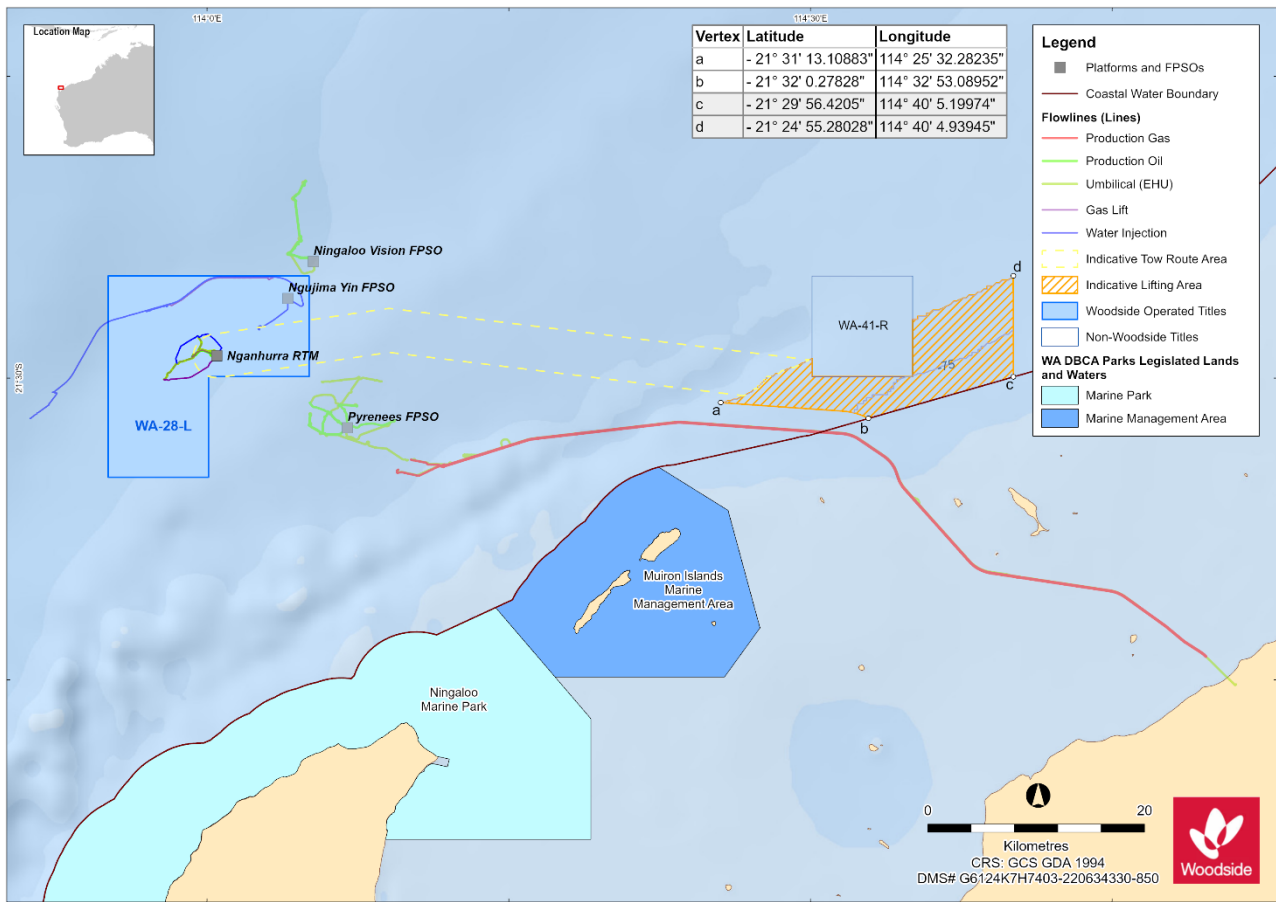 114°0'E
114°30'E
21°30'S
Location Map
Vertex Latitude Longitude
a - 21° 31' 13.10883" 114° 25' 32.28235"
b - 21° 32' 0.27828" 114° 32' 53.08952"
c - 21° 29' 56.4205" 114° 40' 5.19974"
d - 21° 24' 55.28028" 114° 40' 4.93945"
Legend
Platforms and FPSOs
Coastal Water Boundary
Flowlines (Lines)
Production Gas
Production Oil
Umbilical (EHU)
Gas Lift
Water Injection
Indicative Tow Route Area
Indicative Lifting Area
Woodside Operated Titles
Non-Woodside Titles
WA DBCA Parks Legislated Lands
and Waters
Marine Park
Marine Management Area
Ningaloo Vision FPSO
Ngujima Yin FPSO
Nganhurra RTM
Pyrenees FPSO
WA-28-L
WA-41-R
-75
a
b
c
d
Muiron Islands
Marine
Management Area
Ningaloo
Marine Park
0 20
Kilometres
CRS: GCS GDA 1994
DMS# G6124K7H7403-220634330-850
Woodside